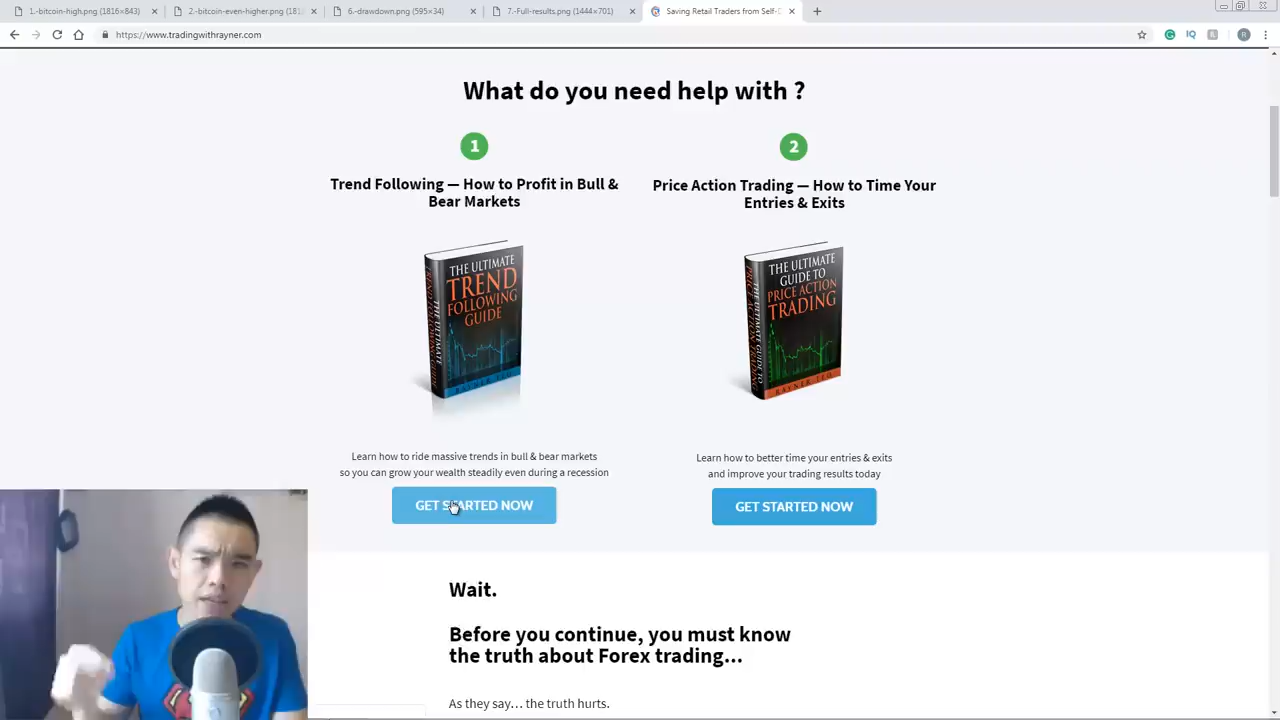 1.-bitcoin-high.png (1816×843)
2.-bitcoin-even-higher.png (181
6.-drawdown.png (595×34)
7.-Full-results.png (1444×701)
Saving Retail Traders from Self-D
https://www.tradingwithrayner.com
What do you need help with ?
1
Trend Following — How to Profit in Bull &
Bear Markets
THE ULTIMATE
TREND
FOLLOWING
GUIDE
Learn how to ride massive trends in bull & bear markets
so you can grow your wealth steadily even during a recession
GET STARTED NOW
2
Price Action Trading — How to Time Your
Entries & Exits
THE ULTIMATE
GUIDE TO
PRICE ACTION
TRADING
RAYNER TEO
Learn how to better time your entries & exits
and improve your trading results today
GET STARTED NOW
Wait.
Before you continue, you must know
the truth about Forex trading...
As they say… the truth hurts.